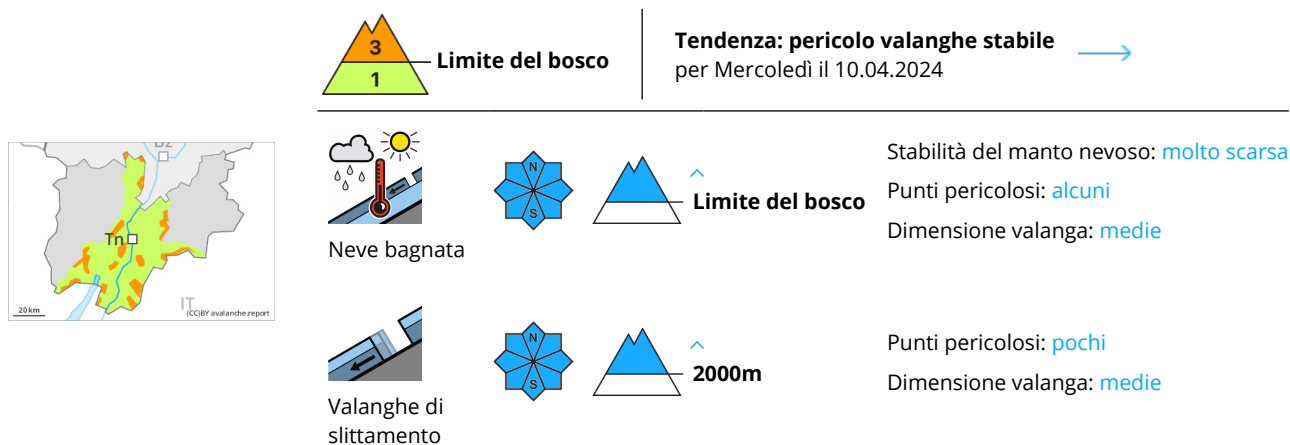 3
1
Limite del bosco
Tendenza: pericolo valanghe stabile
per Mercoledì il 10.04.2024
Tn
IT
20 km
(CC)BY avalanche.report
N
S
Limite del bosco
Neve bagnata
Stabilità del manto nevoso: molto scarsa
Punti pericolosi: alcuni
Dimensione valanga: medie
N
S
2000m
Valanghe di
slittamento
Punti pericolosi: pochi
Dimensione valanga: medie